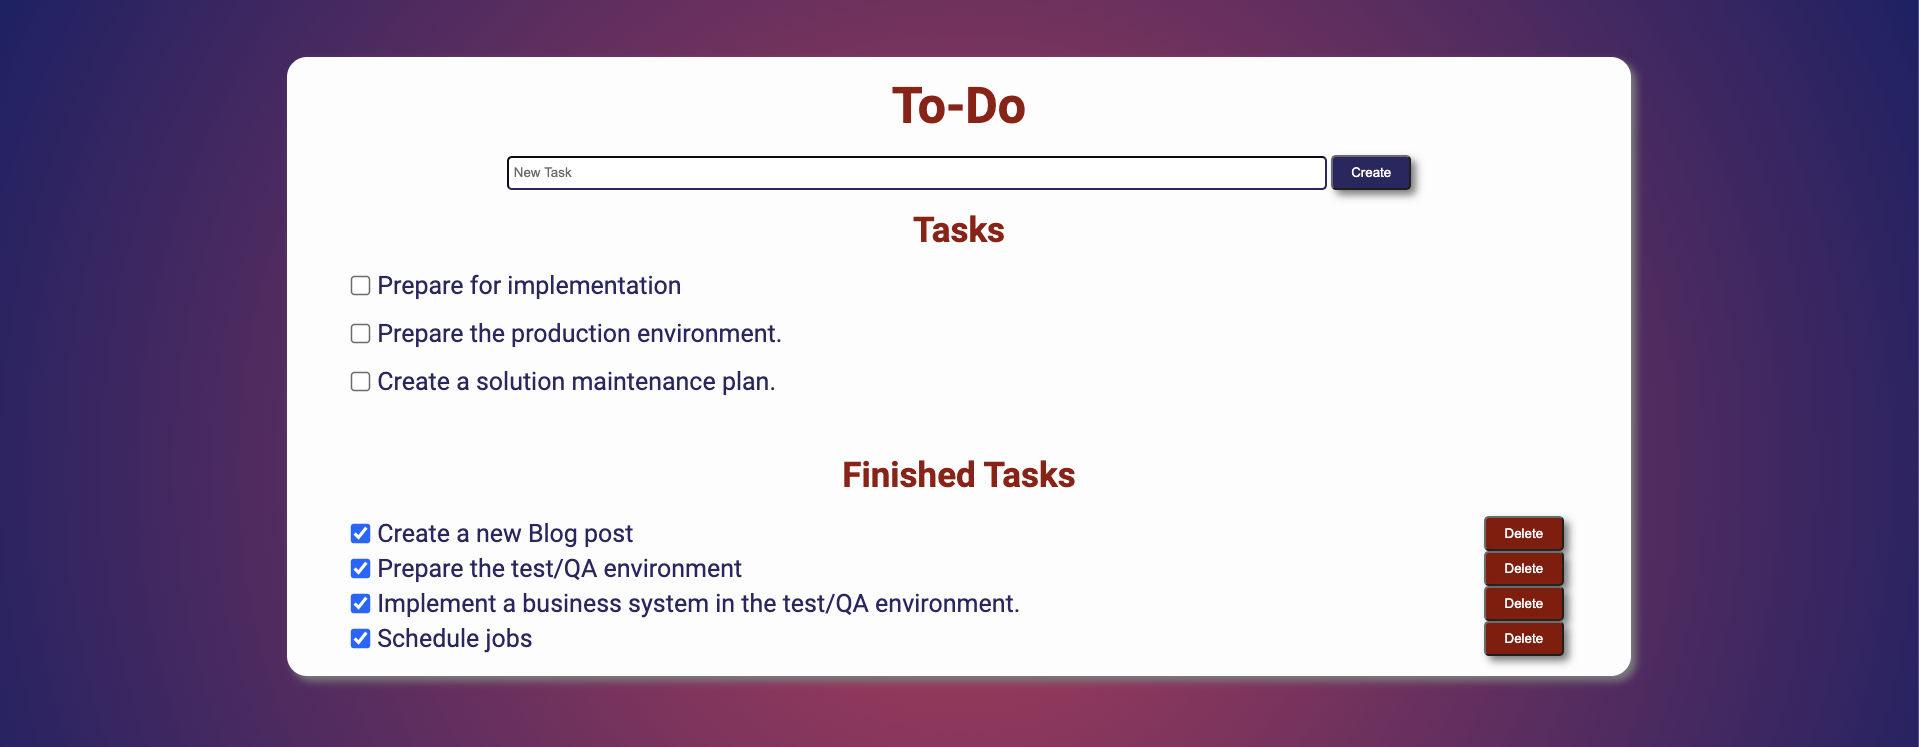 To-Do
New Task Create
Tasks
Prepare for implementation
Prepare the production environment.
Create a solution maintenance plan.
Finished Tasks
Create a new Blog post Delete
Prepare the test/QA environment Delete
Implement a business system in the test/QA environment. Delete
Schedule jobs Delete